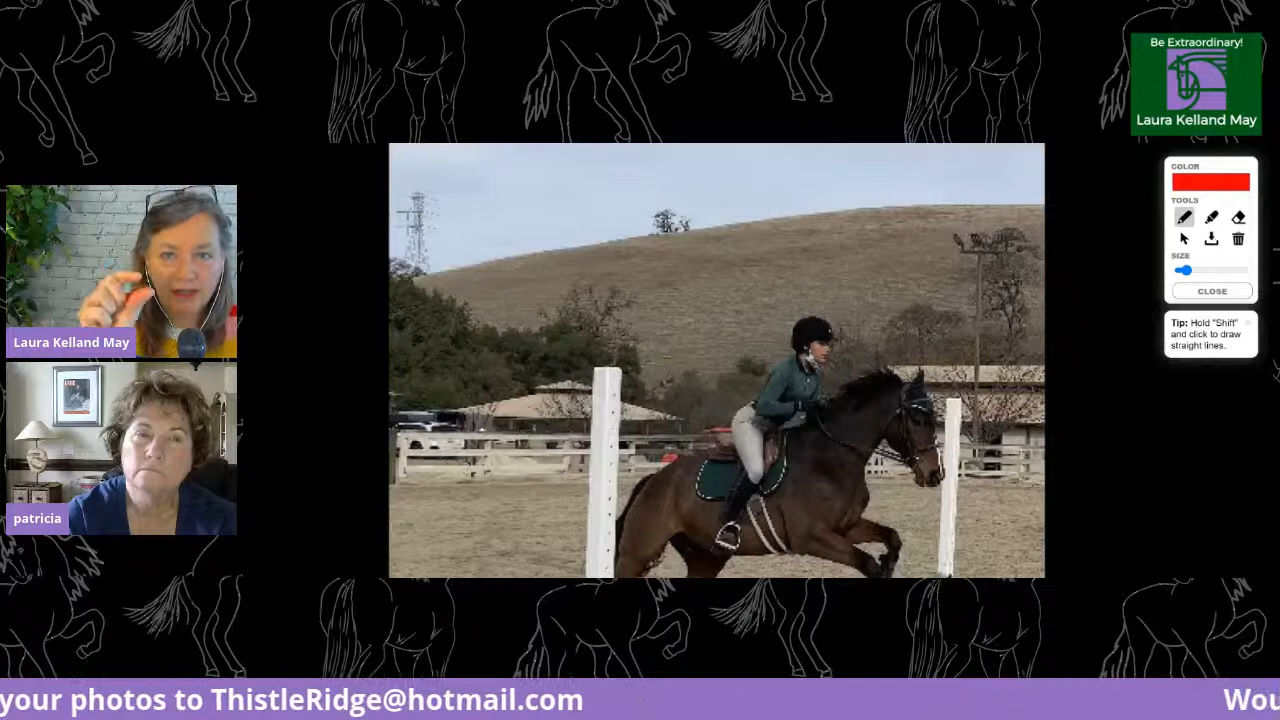 Be Extraordinary!
Laura Kelland May
COLOR
TOOLS
SIZE
CLOSE
Tip: Hold "Shift"
and click to draw
straight lines.
Laura Kelland May
LIFE
patricia
your photos to ThistleRidge@hotmail.com
Wou